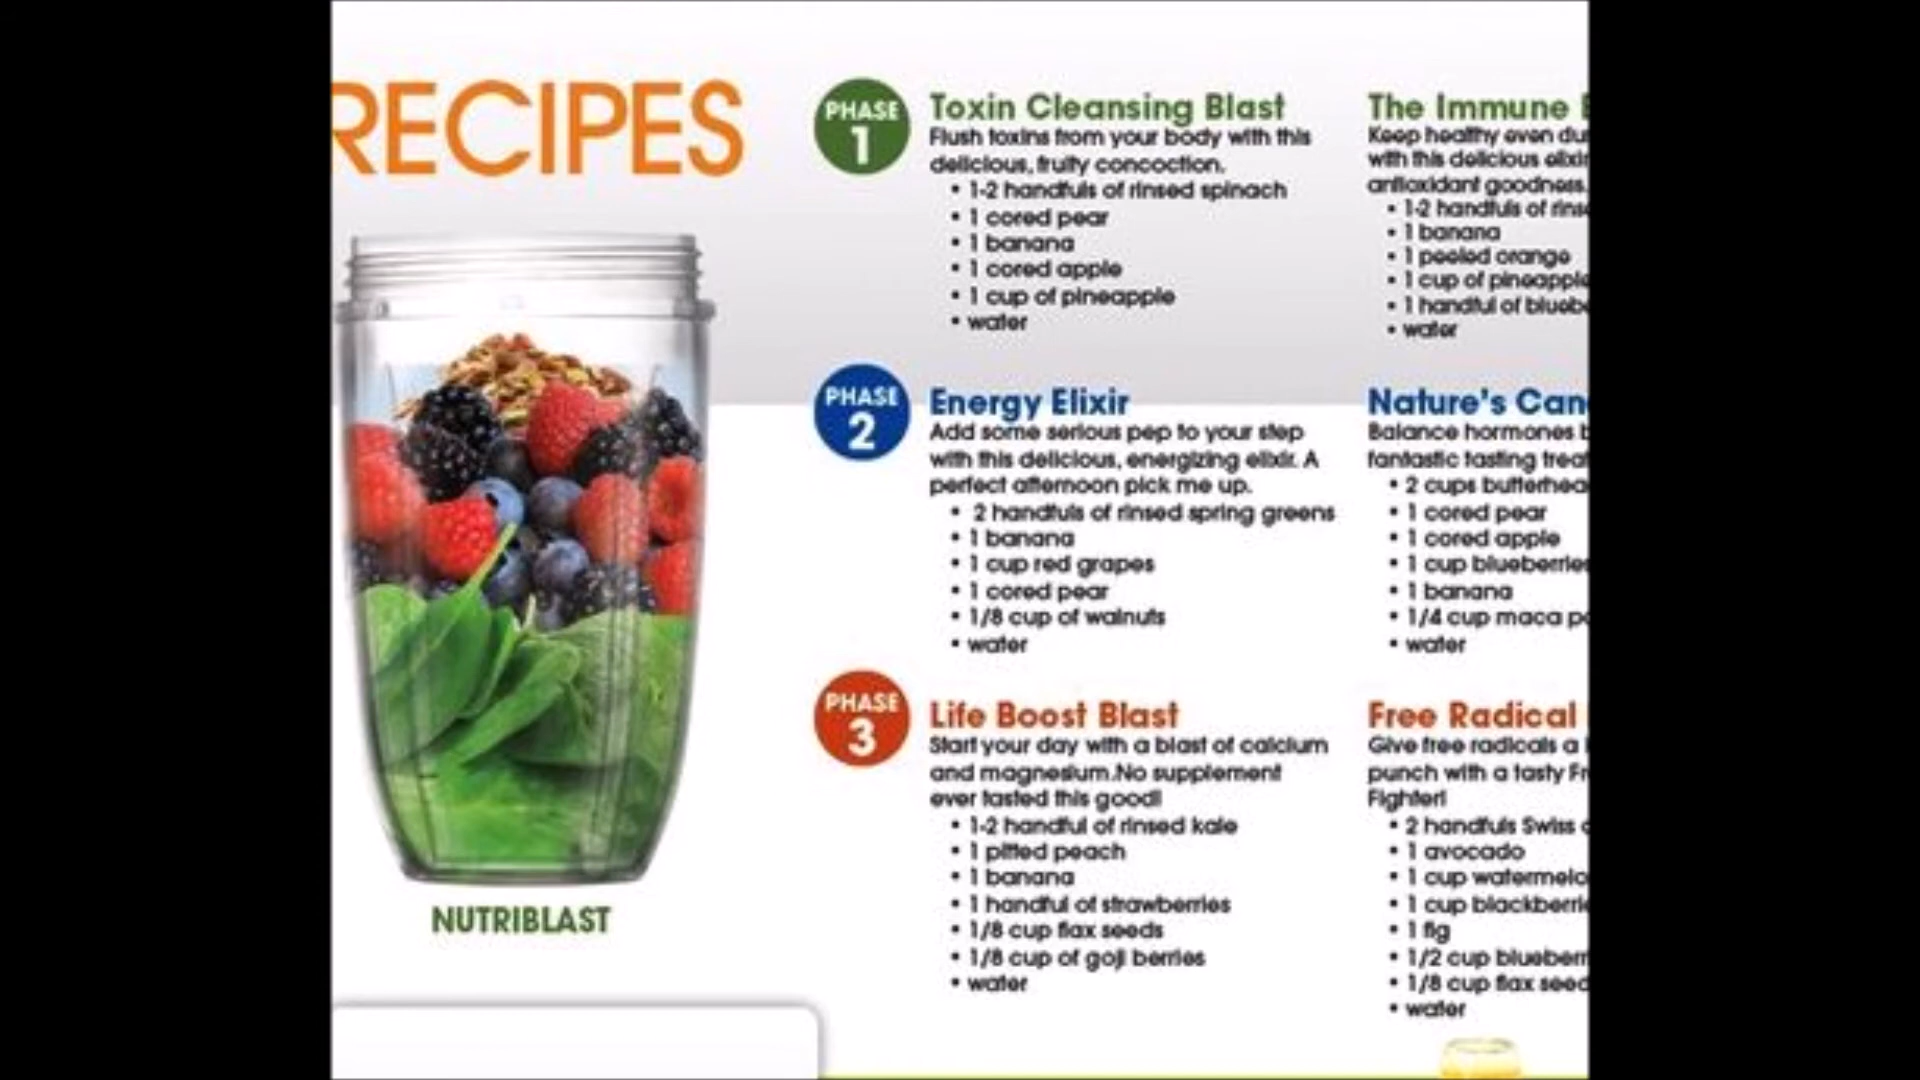 RECIPES
PHASE
1
Toxin Cleansing Blast
Flush toxins from your body with this
delicious, fruity concoction.
• 1-2 handfuls of rinsed spinach
• 1 cored pear
• 1 banana
• 1 cored apple
• 1 cup of pineapple
• water
The Immune
Keep healthy even
with this delicious
antioxidant goodness.
• 1-2 handfuls of
• 1 banana
• 1 peeled orange
• 1 cup of pineapple
• 1 handful of
• water
PHASE
2
Energy Elixir
Add some serious pep to your step
with this delicious, energizing elixir. A
perfect afternoon pick me up.
• 2 handfuls of rinsed spring greens
• 1 banana
• 1 cup red grapes
• 1 cored pear
• 1/8 cup of walnuts
• water
Nature's
Balance hormones
fantastic tasting
• 2 cups
• 1 cored pear
• 1 cored apple
• 1 cup
• 1 banana
• 1/4 cup maca
• water
PHASE
3
Life Boost Blast
Start your day with a blast of calcium
and magnesium.No supplement
ever tasted this good!
• 1-2 handful of rinsed kale
• 1 pitted peach
• 1 banana
• 1 handful of strawberries
• 1/8 cup flax seeds
• 1/8 cup of goji berries
• water
Free Radical
Give free radicals a
punch with a tasty
Fighter!
• 2 handfuls Swiss
• 1 avocado
• 1 cup
• 1 cup
• 1 fig
• 1/2 cup
• 1/8 cup flax
• water
NUTRIBLAST